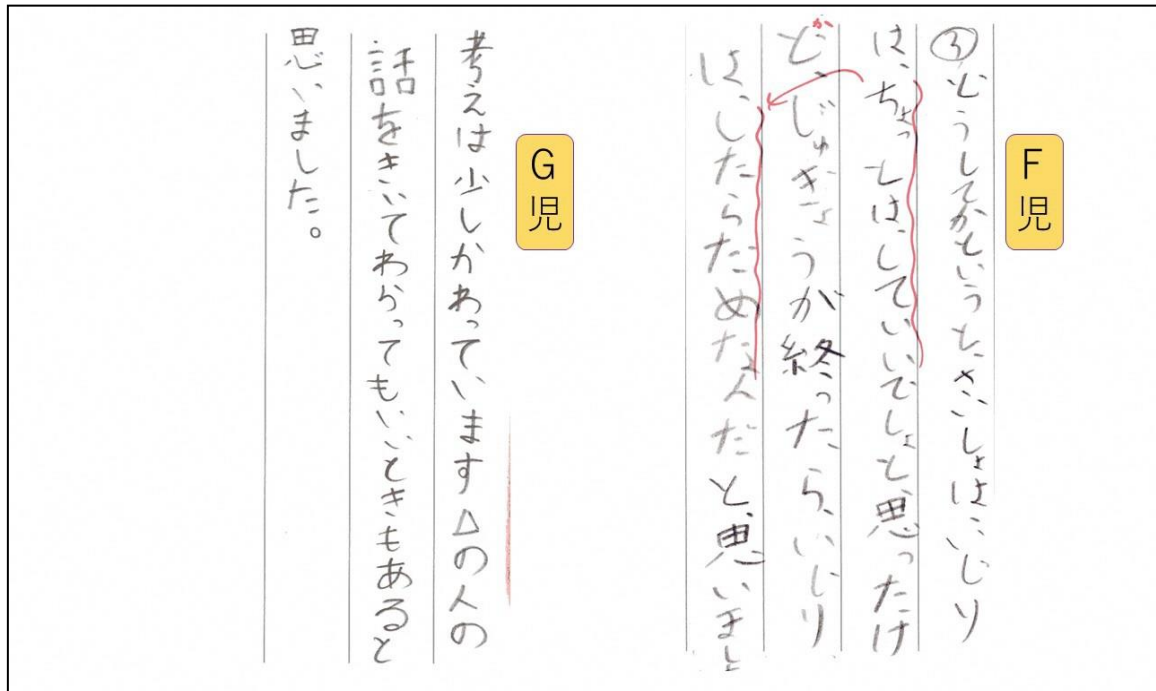 F児
③どうしてかというと、さいしょは、いじり
は、ちょっとは、していいでしょと、思ったけ
ど、じゅぎょうが終ったら、いじり
は、したらだめなんだと、思いまし
G児
考えは少しかわっています△の人の
話をきいてわかってもいいときもあると
思いました。